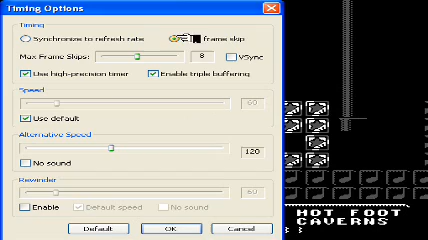 Timing Options
Timing
Synchronize to refresh rate
frame skip
Max Frame Skips:
8
VSync
Use high-precision timer
Enable triple buffering
Speed
60
Use default
Alternative Speed
120
No sound
Rewinder
60
Enable
Default speed
No sound
Default
OK
Cancel
HOT FOOT
CAVERNS